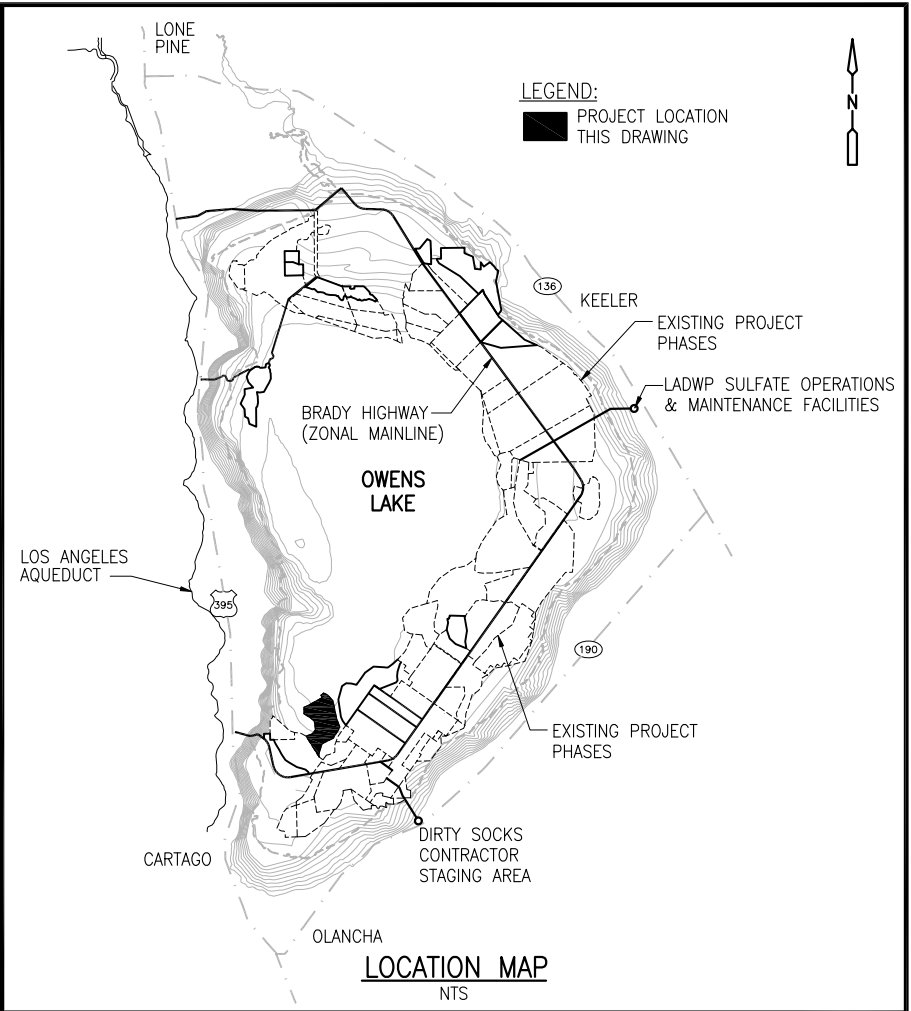 LONE
PINE
LEGEND:
PROJECT LOCATION
THIS DRAWING
N
136
KEELER
EXISTING PROJECT
PHASES
LADWP SULFATE OPERATIONS
& MAINTENANCE FACILITIES
BRADY HIGHWAY
(ZONAL MAINLINE)
OWENS
LAKE
LOS ANGELES
AQUEDUCT
395
190
EXISTING PROJECT
PHASES
DIRTY SOCKS
CONTRACTOR
STAGING AREA
CARTAGO
OLANCHA
LOCATION MAP
NTS